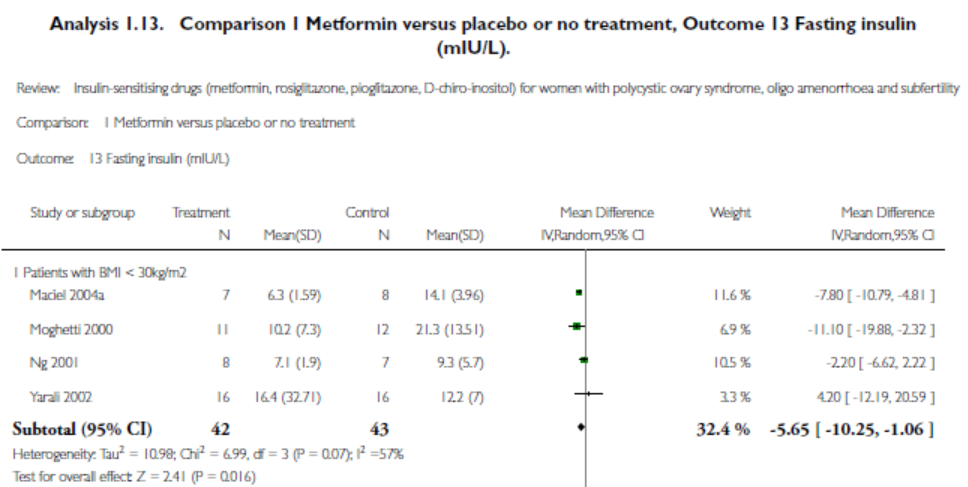 Analysis 1.13. Comparison 1 Metformin versus placebo or no treatment, Outcome 13 Fasting insulin
(mIU/L).
Review: Insulin-sensitising drugs (metformin, rosiglitazone, pioglitazone, D-chiro-inositol) for women with polycystic ovary syndrome, oligo amenorrhoea and subfertility
Comparison: 1 Metformin versus placebo or no treatment
Outcome: 13 Fasting insulin (mIU/L)
Study or subgroup Treatment Control Mean Difference Weight Mean Difference
N Mean(SD) N Mean(SD) IV,Random,95% CI IV,Random,95% CI
1 Patients with BMI < 30kg/m2
Maciel 2004a 7 6.3 (1.59) 8 14.1 (3.96) 11.6 % -7.80 [ -10.79, -4.81 ]
Moghetti 2000 11 10.2 (7.3) 12 21.3 (13.51) 6.9 % -11.10 [ -19.88, -2.32 ]
Ng 2001 8 7.1 (1.9) 7 9.3 (5.7) 10.5 % -2.20 [ -6.62, 2.22 ]
Yarali 2002 16 16.4 (32.71) 16 12.2 (7) 3.3 % 4.20 [ -12.19, 20.59 ]
Subtotal (95% CI) 42 43 32.4 % -5.65 [ -10.25, -1.06 ]
Heterogeneity: Tau² = 10.98; Chi² = 6.99, df = 3 (P = 0.07); I² =57%
Test for overall effect: Z = 2.41 (P = 0.016)